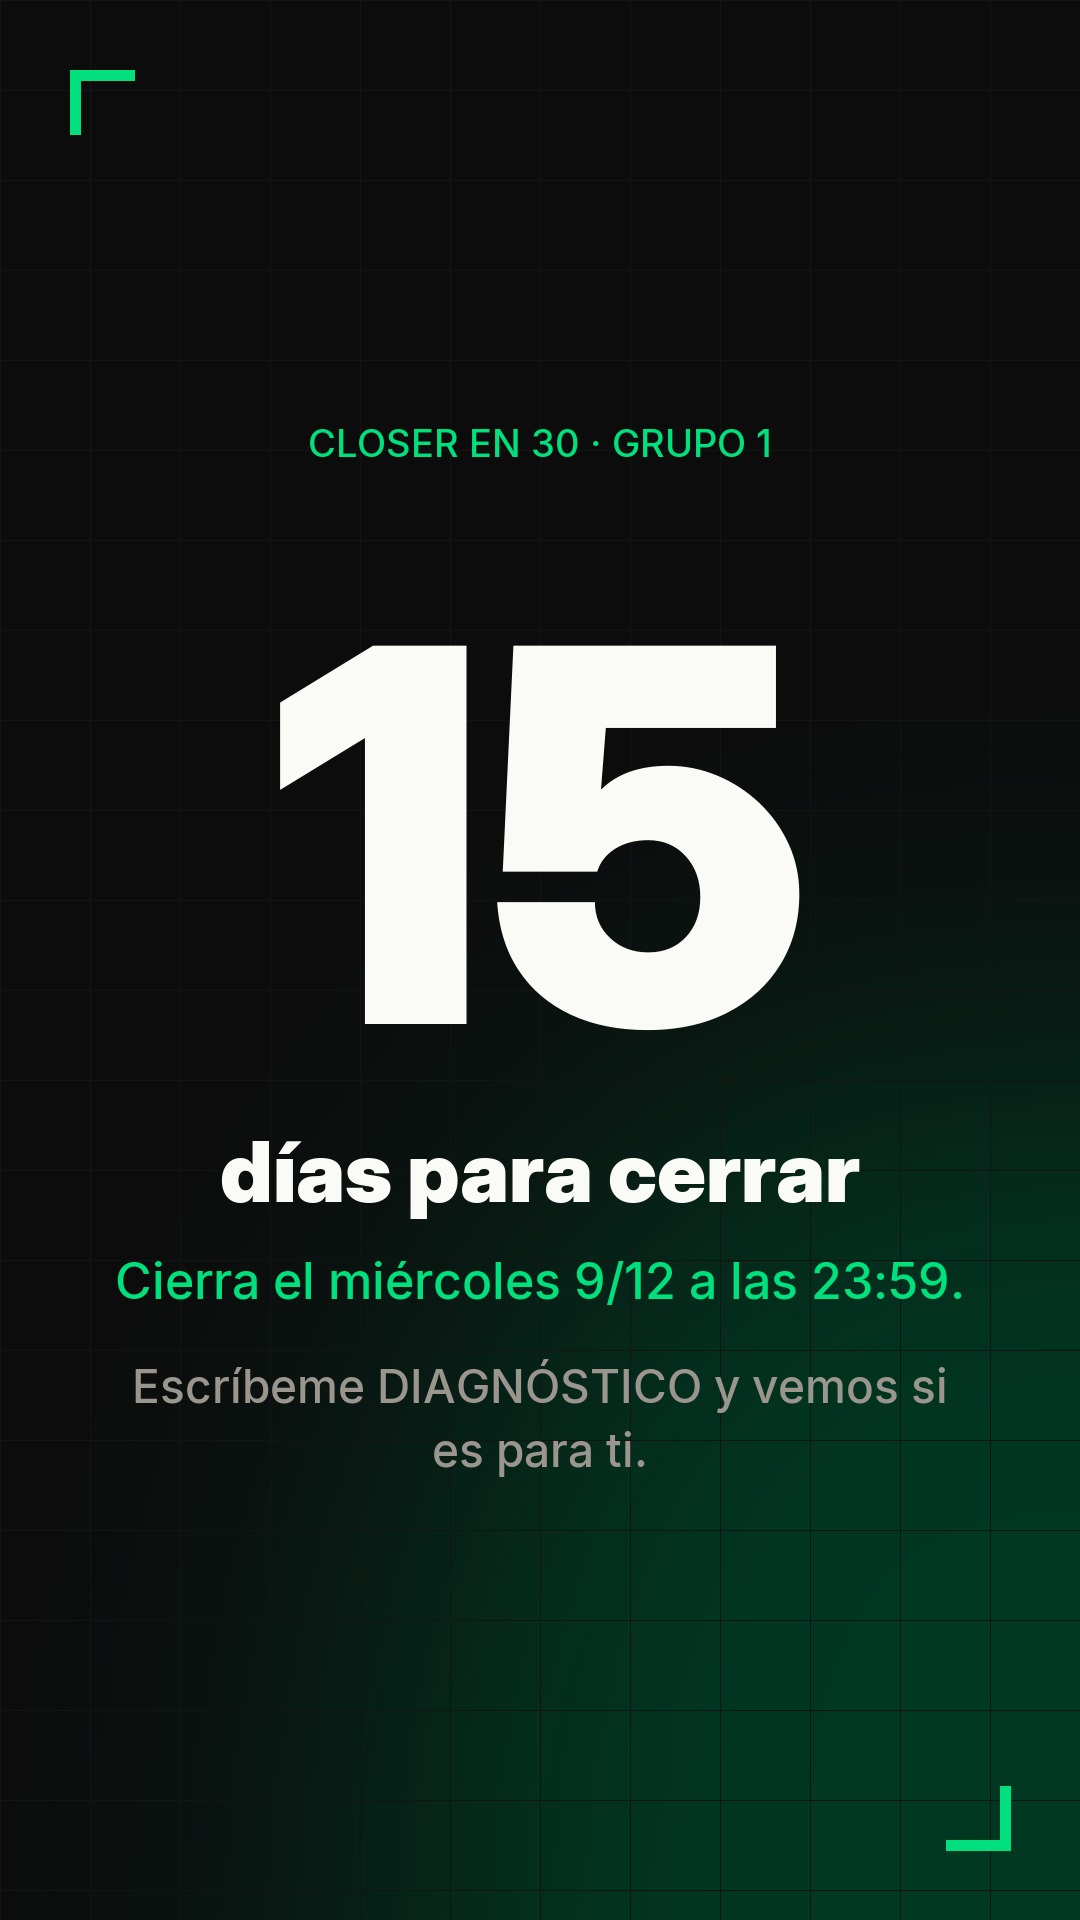 CLOSER EN 30 · GRUPO 1
15
días para cerrar
Cierra el miércoles 9/12 a las 23:59.
Escríbeme DIAGNÓSTICO y vemos si
es para ti.